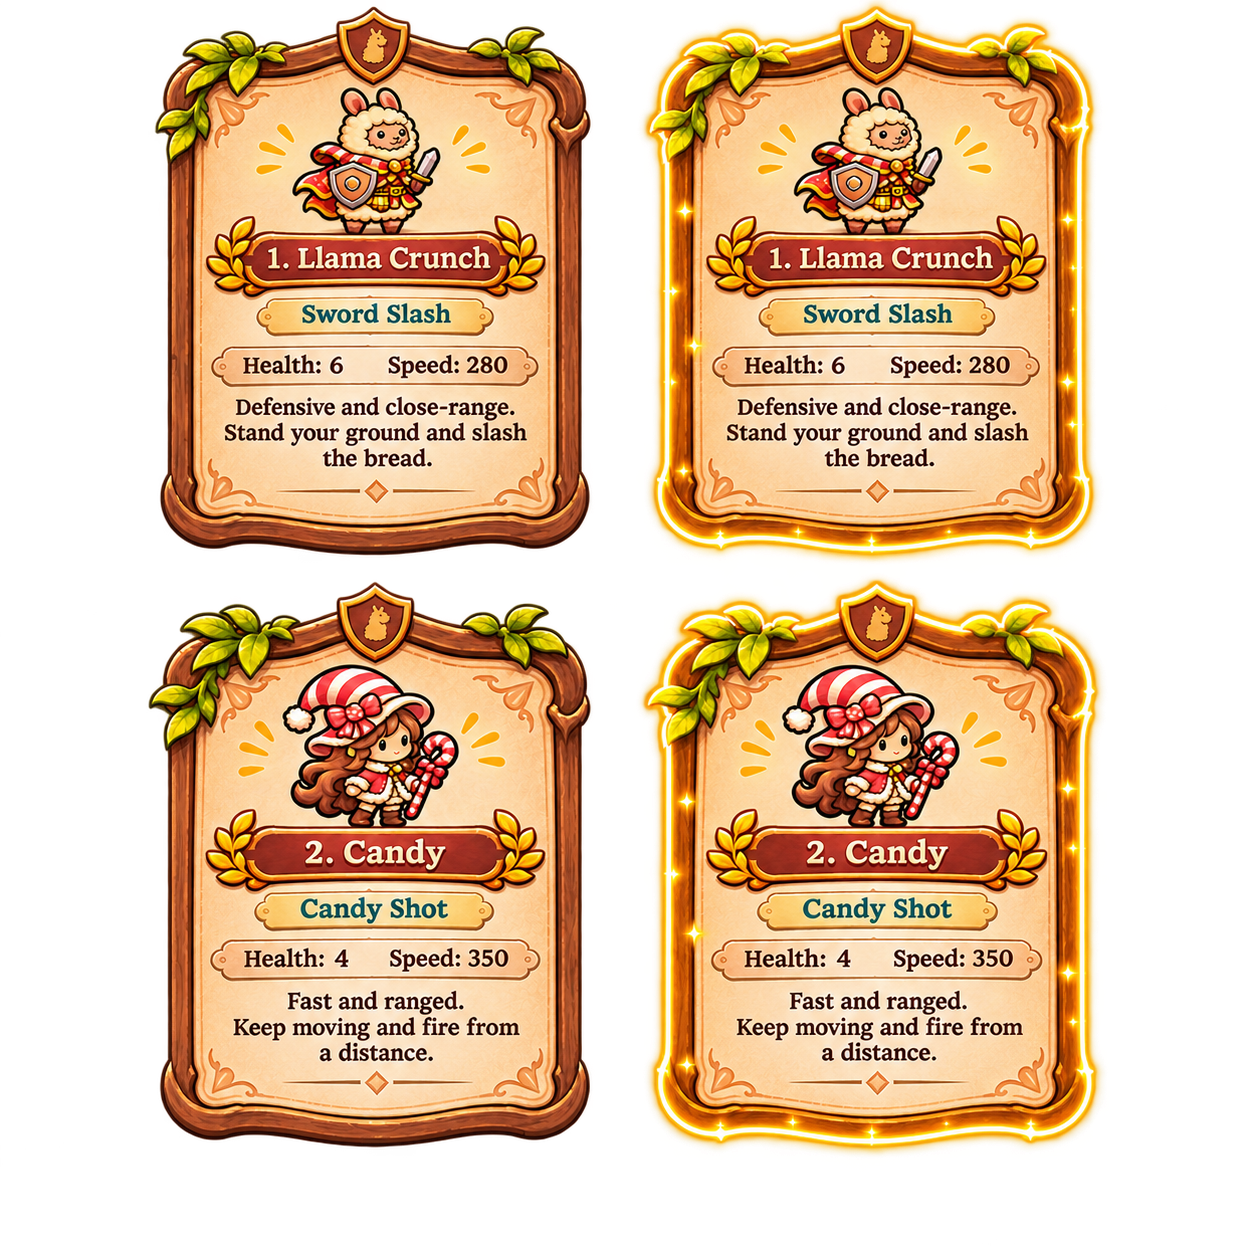 1. Llama Crunch
Sword Slash
Health: 6 Speed: 280
Defensive and close-range.
Stand your ground and slash
the bread.
1. Llama Crunch
Sword Slash
Health: 6 Speed: 280
Defensive and close-range.
Stand your ground and slash
the bread.
2. Candy
Candy Shot
Health: 4 Speed: 350
Fast and ranged.
Keep moving and fire from
a distance.
2. Candy
Candy Shot
Health: 4 Speed: 350
Fast and ranged.
Keep moving and fire from
a distance.